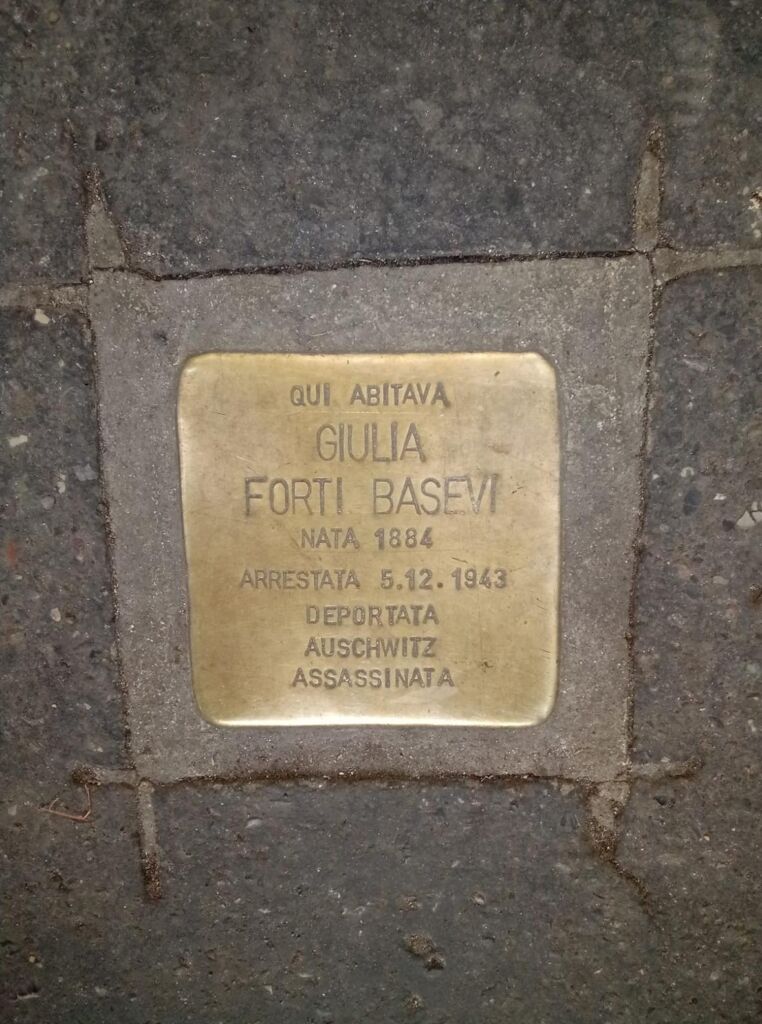 QUI ABITAVA
GIULIA
FORTI BASEVI
NATA 1884
ARRESTATA 5.12.1943
DEPORTATA
AUSCHWITZ
ASSASSINATA